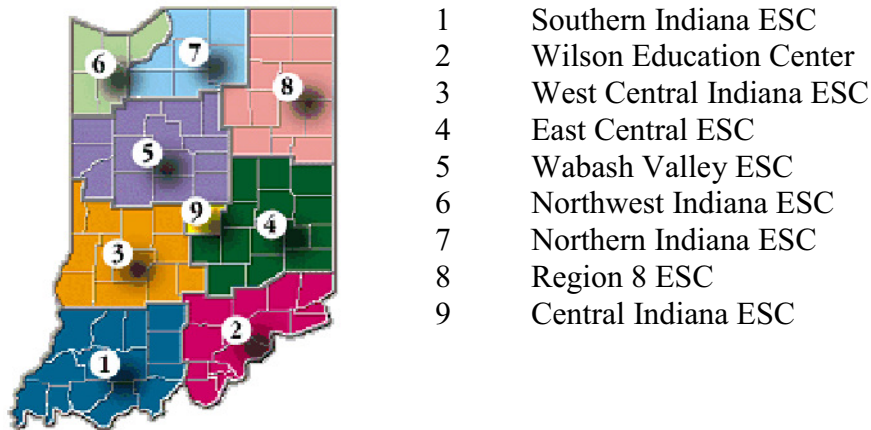 1 Southern Indiana ESC
2 Wilson Education Center
3 West Central Indiana ESC
4 East Central ESC
5 Wabash Valley ESC
6 Northwest Indiana ESC
7 Northern Indiana ESC
8 Region 8 ESC
9 Central Indiana ESC
6
7
8
5
9
4
3
2
1